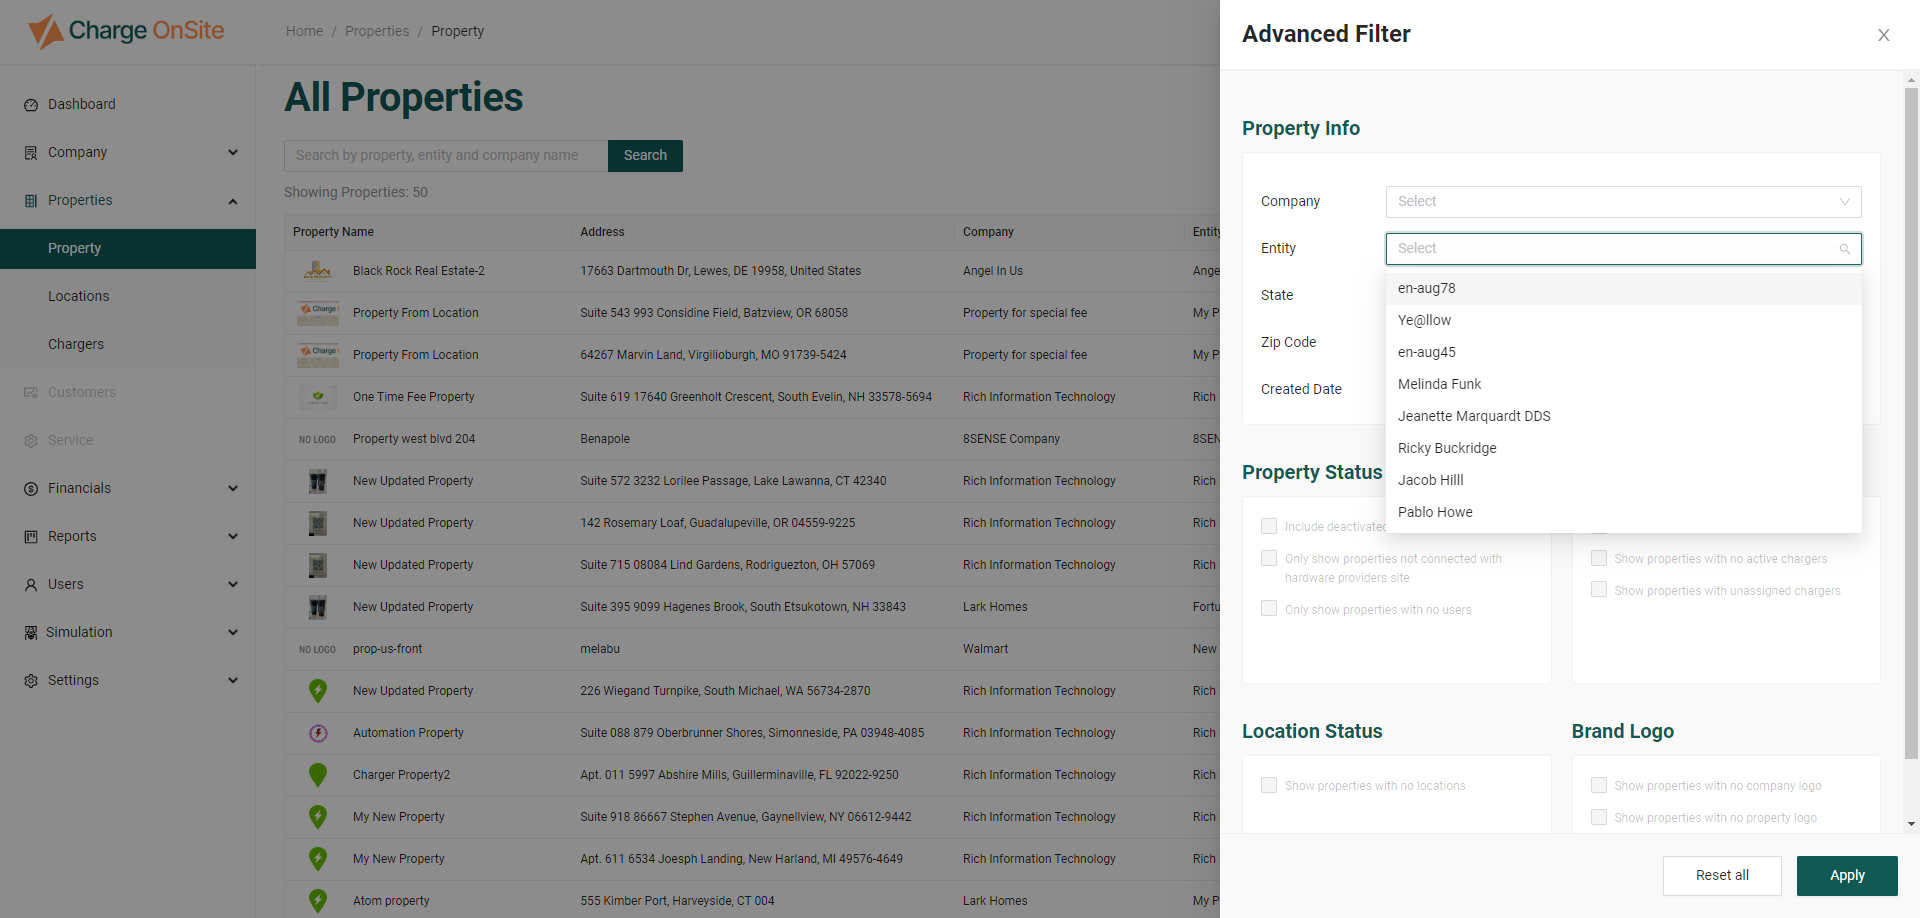 Charge OnSite
Home / Properties / Property
Dashboard
Company
Properties
Property
Locations
Chargers
Customers
Service
Financials
Reports
Users
Simulation
Settings
All Properties
Search by property, entity and company name
Search
Showing Properties: 50
Property Name Address Company Entity
Black Rock Real Estate-2 17663 Dartmouth Dr, Lewes, DE 19958, United States Angel In Us Ange
Charge
Property From Location Suite 543 993 Considine Field, Batzview, OR 68058 Property for special fee My P
Charge
Property From Location 64267 Marvin Land, Virgilioburgh, MO 91739-5424 Property for special fee My P
One Time Fee Property Suite 619 17640 Greenholt Crescent, South Evelin, NH 33578-5694 Rich Information Technology Rich
NO LOGO Property west blvd 204 Benapole 8SENSE Company 8SEN
New Updated Property Suite 572 3232 Lorilee Passage, Lake Lawanna, CT 42340 Rich Information Technology Rich
New Updated Property 142 Rosemary Loaf, Guadalupeville, OR 04559-9225 Rich Information Technology Rich
New Updated Property Suite 715 08084 Lind Gardens, Rodriguezton, OH 57069 Rich Information Technology Rich
New Updated Property Suite 395 9099 Hagenes Brook, South Etsukotown, NH 33843 Lark Homes Fortu
NO LOGO prop-us-front melabu Walmart New
New Updated Property 226 Wiegand Turnpike, South Michael, WA 56734-2870 Rich Information Technology Rich
Automation Property Suite 088 879 Oberbrunner Shores, Simonneside, PA 03948-4085 Rich Information Technology Rich
Charger Property2 Apt. 011 5997 Abshire Mills, Guillerminaville, FL 92022-9250 Rich Information Technology Rich
My New Property Suite 918 86667 Stephen Avenue, Gaynellview, NY 06612-9442 Rich Information Technology Rich
My New Property Apt. 611 6534 Joesph Landing, New Harland, MI 49576-4649 Rich Information Technology Rich
Atom property 555 Kimber Port, Harveyside, CT 004 Lark Homes My P
Advanced Filter
Property Info
Company Select
Entity Select
State
Zip Code
Created Date
en-aug78
Ye@llow
en-aug45
Melinda Funk
Jeanette Marquardt DDS
Ricky Buckridge
Jacob Hilll
Pablo Howe
Property Status
Include deactivated
Only show properties not connected with
hardware providers site
Only show properties with no users
Show properties with no active chargers
Show properties with unassigned chargers
Location Status
Show properties with no locations
Brand Logo
Show properties with no company logo
Show properties with no property logo
Reset all
Apply